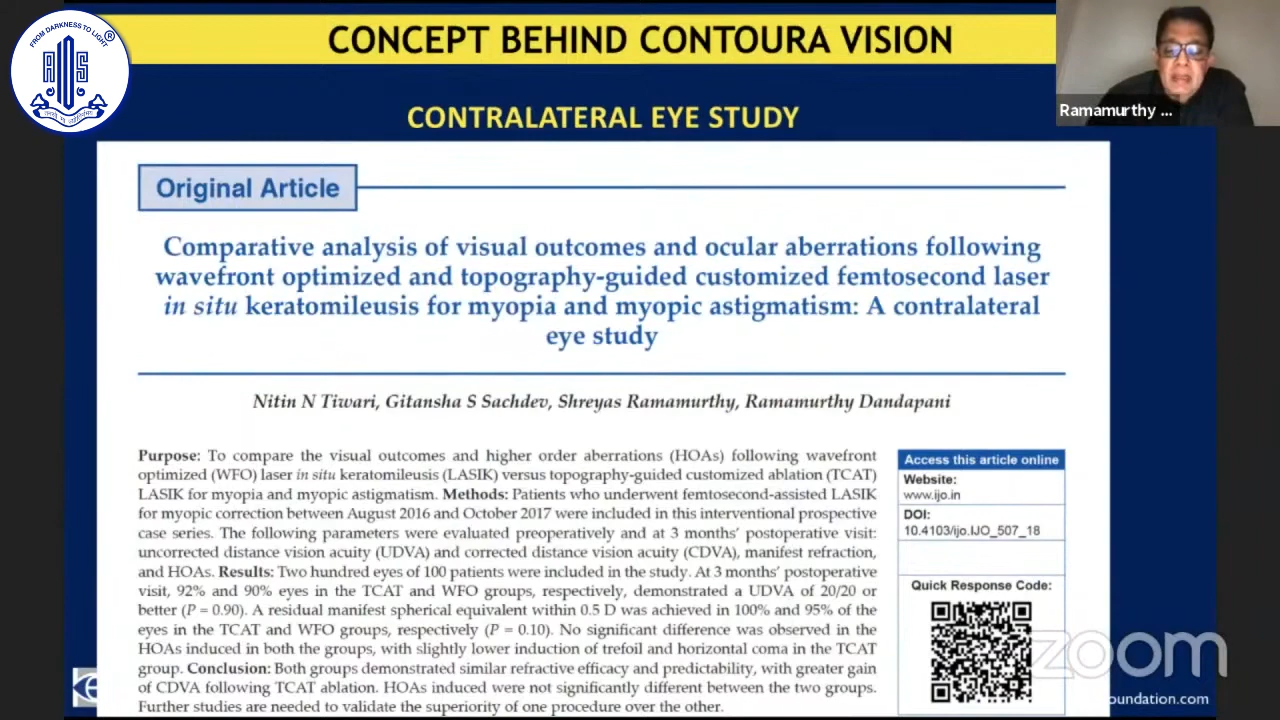 FROM DARKNESS TO LIGHT
AIOS
CONCEPT BEHIND CONTOURA VISION
Ramamurthy ...
CONTRALATERAL EYE STUDY
Original Article
Comparative analysis of visual outcomes and ocular aberrations following
wavefront optimized and topography-guided customized femtosecond laser
in situ keratomileusis for myopia and myopic astigmatism: A contralateral
eye study
Nitin N Tiwari, Gitansha S Sachdev, Shreyas Ramamurthy, Ramamurthy Dandapani
Purpose: To compare the visual outcomes and higher order aberrations (HOAs) following wavefront
optimized (WFO) laser in situ keratomileusis (LASIK) versus topography-guided customized ablation (TCAT)
LASIK for myopia and myopic astigmatism. Methods: Patients who underwent femtosecond-assisted LASIK
for myopic correction between August 2016 and October 2017 were included in this interventional prospective
case series. The following parameters were evaluated preoperatively and at 3 months' postoperative visit:
uncorrected distance vision acuity (UDVA) and corrected distance vision acuity (CDVA), manifest refraction,
and HOAs. Results: Two hundred eyes of 100 patients were included in the study. At 3 months' postoperative
visit, 92% and 90% eyes in the TCAT and WFO groups, respectively, demonstrated a UDVA of 20/20 or
better (P = 0.90). A residual manifest spherical equivalent within 0.5 D was achieved in 100% and 95% of the
eyes in the TCAT and WFO groups, respectively (P = 0.10). No significant difference was observed in the
HOAs induced in both the groups, with slightly lower induction of trefoil and horizontal coma in the TCAT
group. Conclusion: Both groups demonstrated similar refractive efficacy and predictability, with greater gain
of CDVA following TCAT ablation. HOAs induced were not significantly different between the two groups.
Further studies are needed to validate the superiority of one procedure over the other.
Access this article online
Website:
www.ijo.in
DOI:
10.4103/ijo.IJO_507_18
Quick Response Code:
zoom
oundation.com